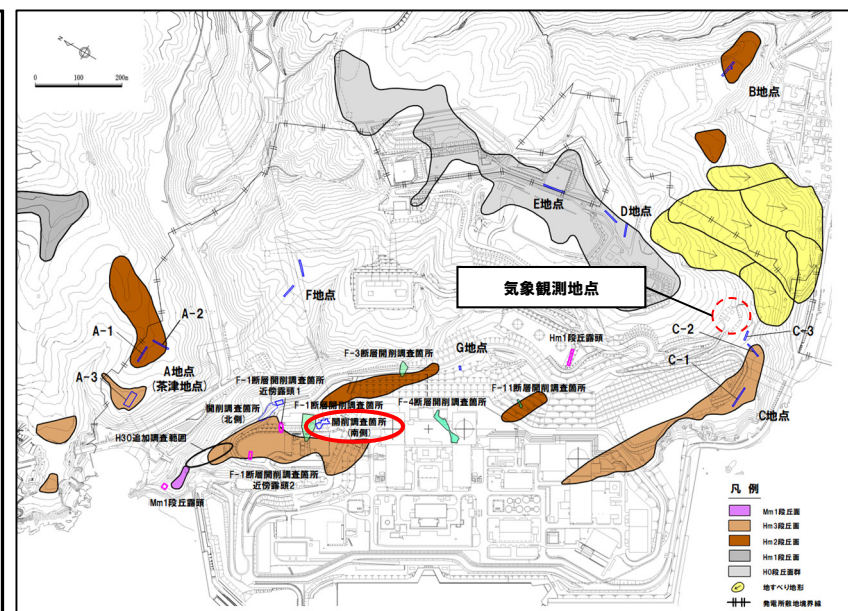 N
0 100 200m
B地点
E地点
D地点
気象観測地点
F地点
A-1
A-2
A-3
A地点
(茶津地点)
C-2
C-3
C-1
C地点
Hm1段丘露頭
G地点
F-3断層開削調査箇所
F-1断層開削調査箇所
近傍露頭1
F-1断層開削調査箇所
開削調査箇所
(北側)
開削調査箇所
(南側)
F-4断層開削調査箇所
F-11断層開削調査箇所
H30追加調査範囲
F-1断層開削調査箇所
近傍露頭2
Mm1段丘露頭
凡 例
Mm1段丘面
Hm3段丘面
Hm2段丘面
Hm1段丘面
H0段丘面群
地すべり地形
発電所敷地境界線